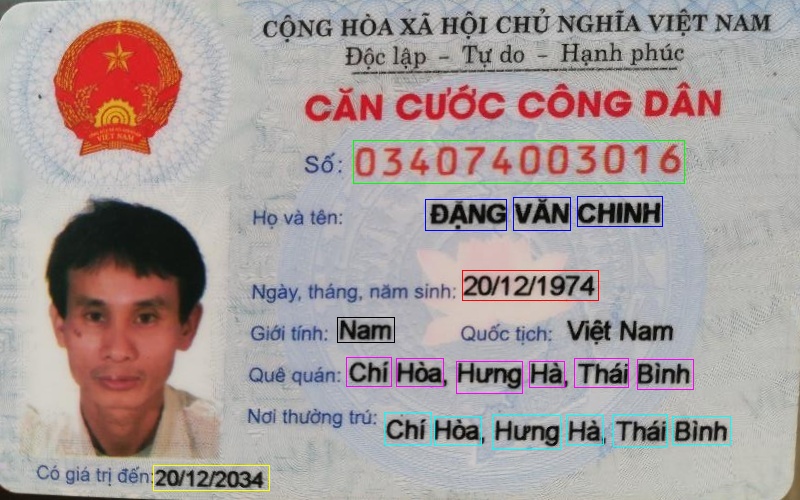 CỘNG HÒA XÃ HỘI CHỦ NGHĨA VIỆT NAM
Độc lập - Tự do - Hạnh phúc
CĂN CƯỚC CÔNG DÂN
Số: 034074003016
Họ và tên: ĐẶNG VĂN CHINH
Ngày, tháng, năm sinh: 20/12/1974
Giới tính: Nam Quốc tịch: Việt Nam
Quê quán: Chí Hòa, Hưng Hà, Thái Bình
Nơi thường trú: Chí Hòa, Hưng Hà, Thái Bình
Có giá trị đến: 20/12/2034